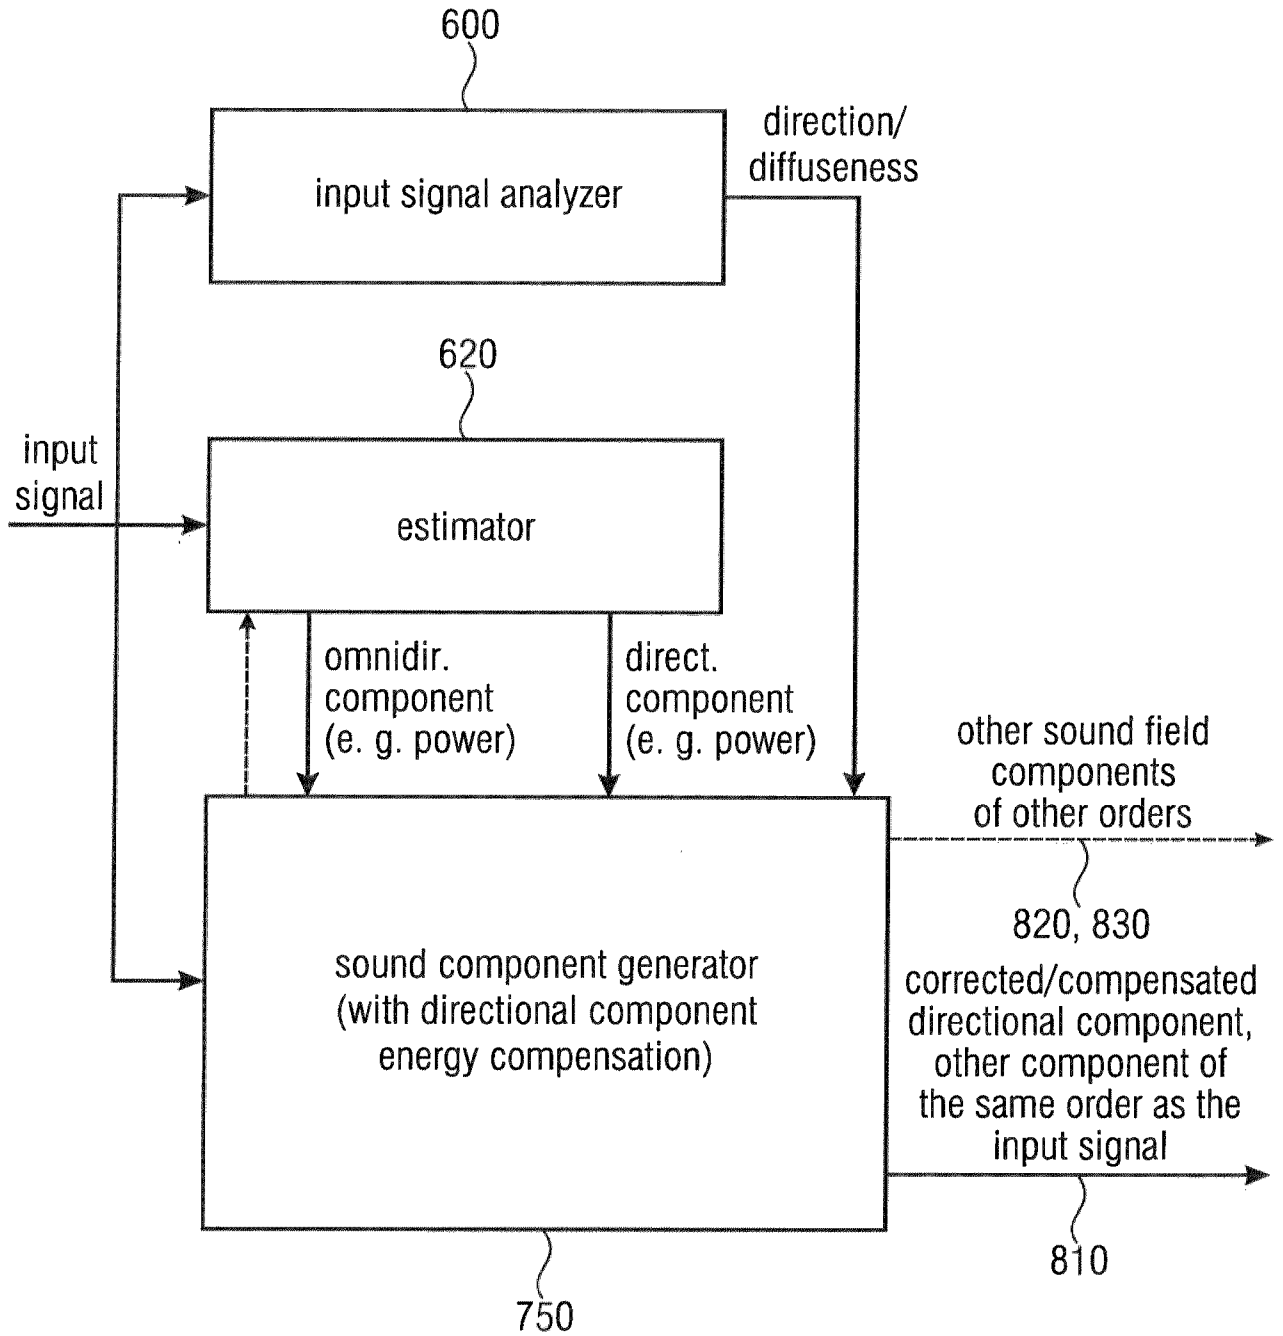 600
direction/
diffuseness
input signal analyzer
620
input
signal
estimator
omnidir.
component
(e. g. power)
direct.
component
(e. g. power)
other sound field
components
of other orders
820, 830
sound component generator
(with directional component
energy compensation)
corrected/compensated
directional component,
other component of
the same order as the
input signal
810
750